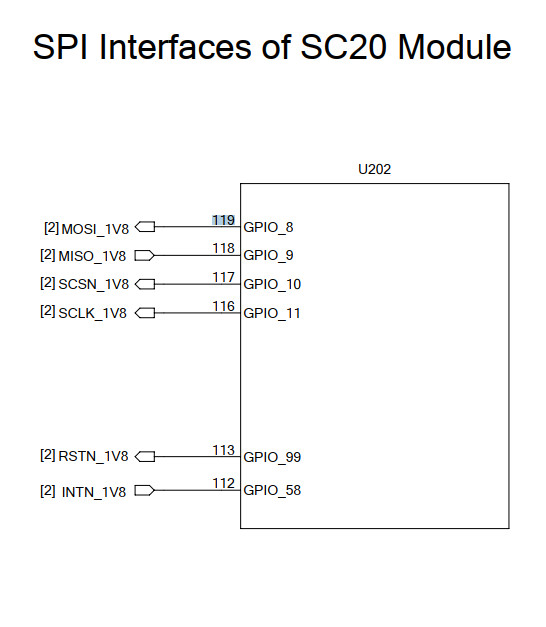 SPI Interfaces of SC20 Module
U202
[2] MOSI_1V8 119 GPIO_8
[2] MISO_1V8 118 GPIO_9
[2] SCSN_1V8 117 GPIO_10
[2] SCLK_1V8 116 GPIO_11
[2] RSTN_1V8 113 GPIO_99
[2] INTN_1V8 112 GPIO_58